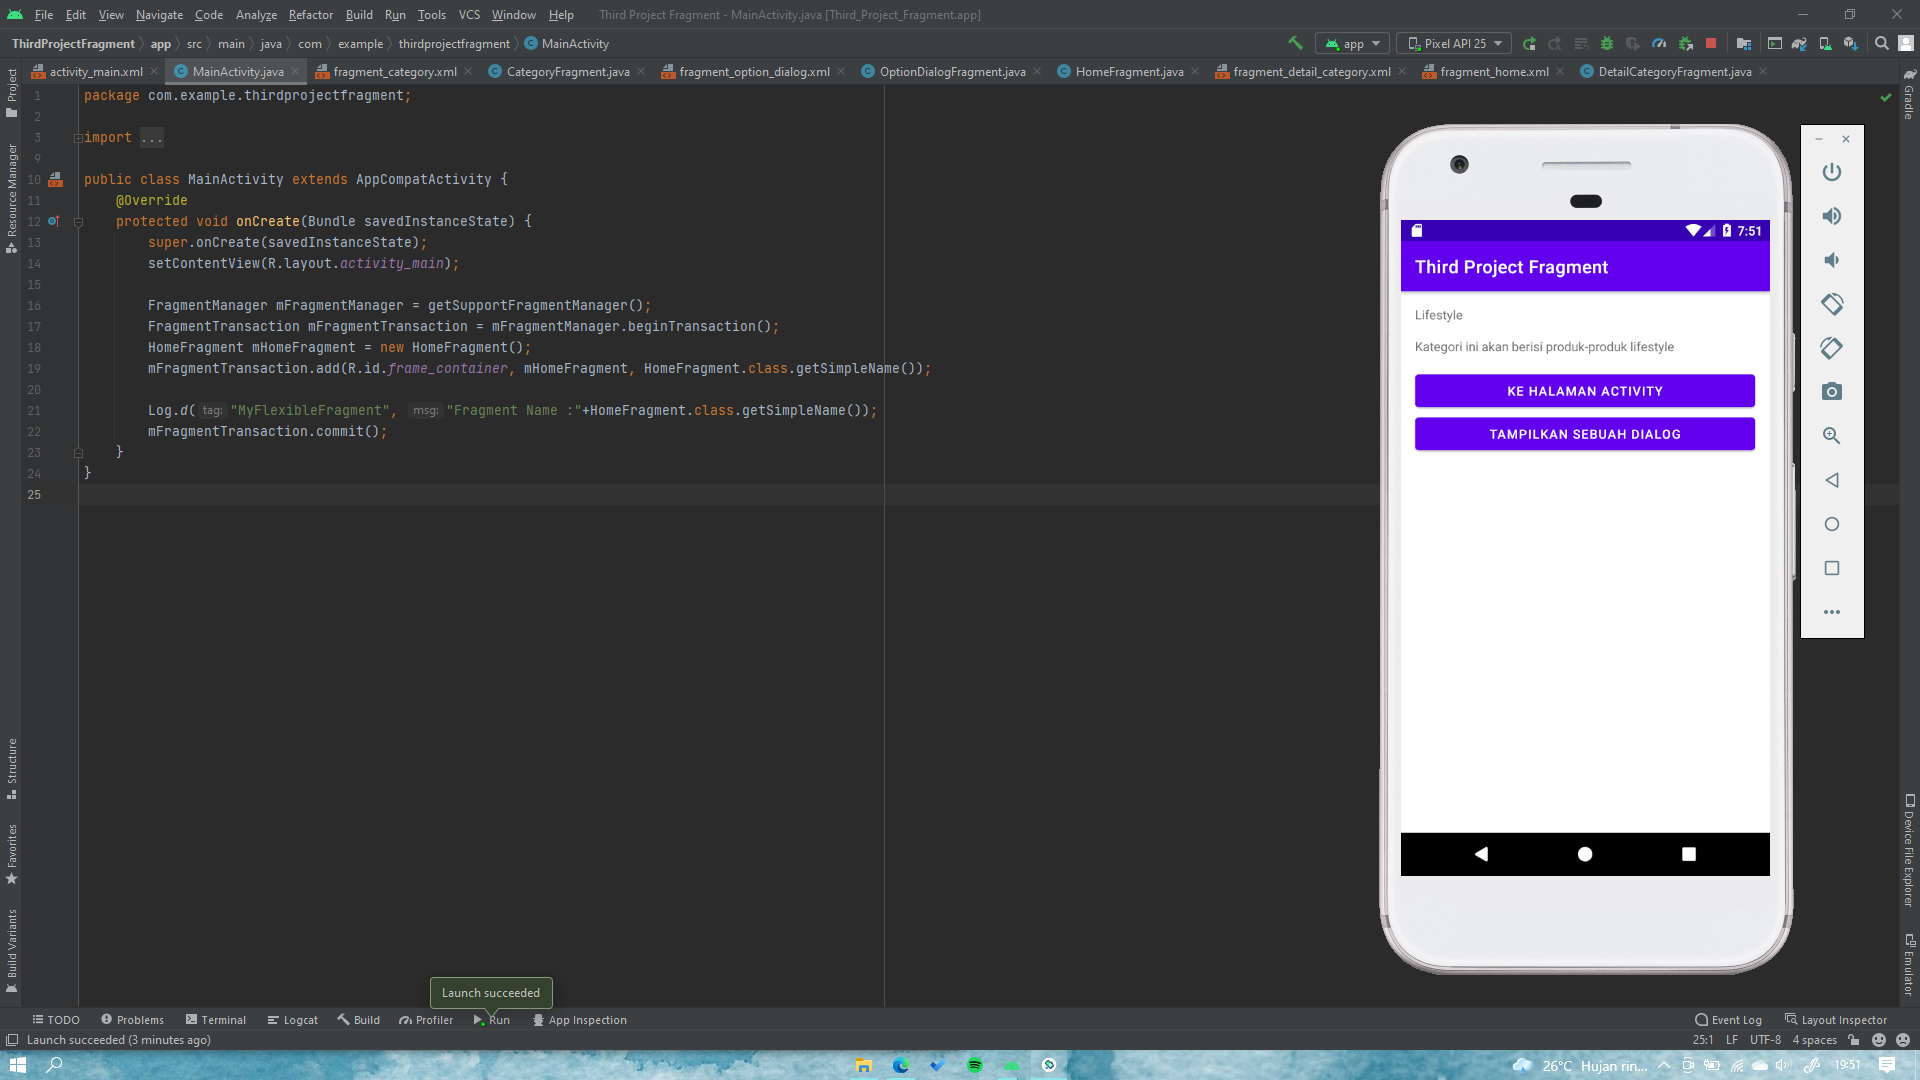 File Edit View Navigate Code Analyze Refactor Build Run Tools VCS Window Help Third Project Fragment - MainActivity.java [Third_Project_Fragment.app]
ThirdProjectFragment app src main java com example thirdprojectfragment MainActivity app Pixel API 25
activity_main.xml MainActivity.java fragment_category.xml CategoryFragment.java fragment_option_dialog.xml OptionDialogFragment.java HomeFragment.java fragment_detail_category.xml fragment_home.xml DetailCategoryFragment.java
Project
Resource Manager
Structure
Favorites
Build Variants
1 package com.example.thirdprojectfragment;
2
3 import ...
9
10 public class MainActivity extends AppCompatActivity {
11 @Override
12 protected void onCreate(Bundle savedInstanceState) {
13 super.onCreate(savedInstanceState);
14 setContentView(R.layout.activity_main);
15
16 FragmentManager mFragmentManager = getSupportFragmentManager();
17 FragmentTransaction mFragmentTransaction = mFragmentManager.beginTransaction();
18 HomeFragment mHomeFragment = new HomeFragment();
19 mFragmentTransaction.add(R.id.frame_container, mHomeFragment, HomeFragment.class.getSimpleName());
20
21 Log.d( tag: "MyFlexibleFragment", msg: "Fragment Name :"+HomeFragment.class.getSimpleName());
22 mFragmentTransaction.commit();
23 }
24 }
25
7:51
Third Project Fragment
Lifestyle
Kategori ini akan berisi produk-produk lifestyle
KE HALAMAN ACTIVITY
TAMPILKAN SEBUAH DIALOG
Gradle
Device File Explorer
Emulator
Launch succeeded
TODO Problems Terminal Logcat Build Profiler Run App Inspection Event Log Layout Inspector
Launch succeeded (3 minutes ago) 25:1 LF UTF-8 4 spaces
26°C Hujan rin... 19:51